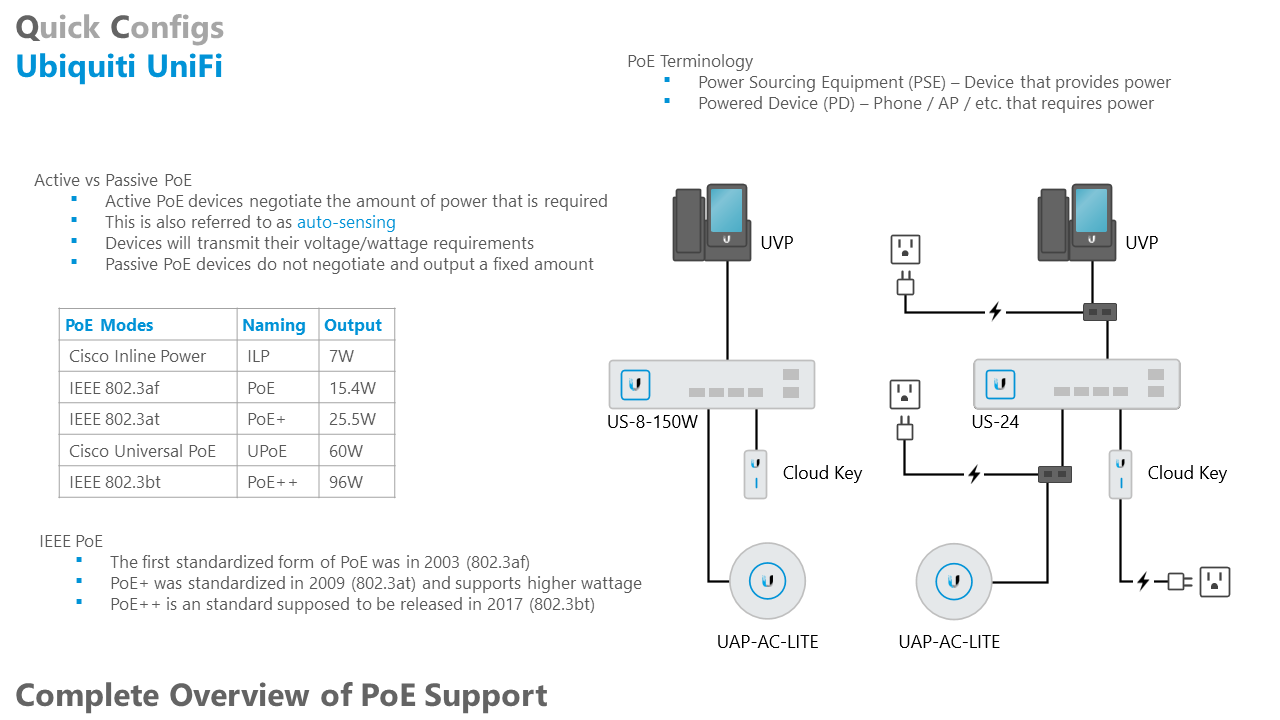 Quick Configs
Ubiquiti UniFi
PoE Terminology
Power Sourcing Equipment (PSE) – Device that provides power
Powered Device (PD) – Phone / AP / etc. that requires power
Active vs Passive PoE
Active PoE devices negotiate the amount of power that is required
This is also referred to as auto-sensing
Devices will transmit their voltage/wattage requirements
Passive PoE devices do not negotiate and output a fixed amount
PoE Modes Naming Output
Cisco Inline Power ILP 7W
IEEE 802.3af PoE 15.4W
IEEE 802.3at PoE+ 25.5W
Cisco Universal PoE UPoE 60W
IEEE 802.3bt PoE++ 96W
IEEE PoE
The first standardized form of PoE was in 2003 (802.3af)
PoE+ was standardized in 2009 (802.3at) and supports higher wattage
PoE++ is an standard supposed to be released in 2017 (802.3bt)
UVP
US-8-150W
Cloud Key
UAP-AC-LITE
UVP
US-24
Cloud Key
UAP-AC-LITE
Complete Overview of PoE Support